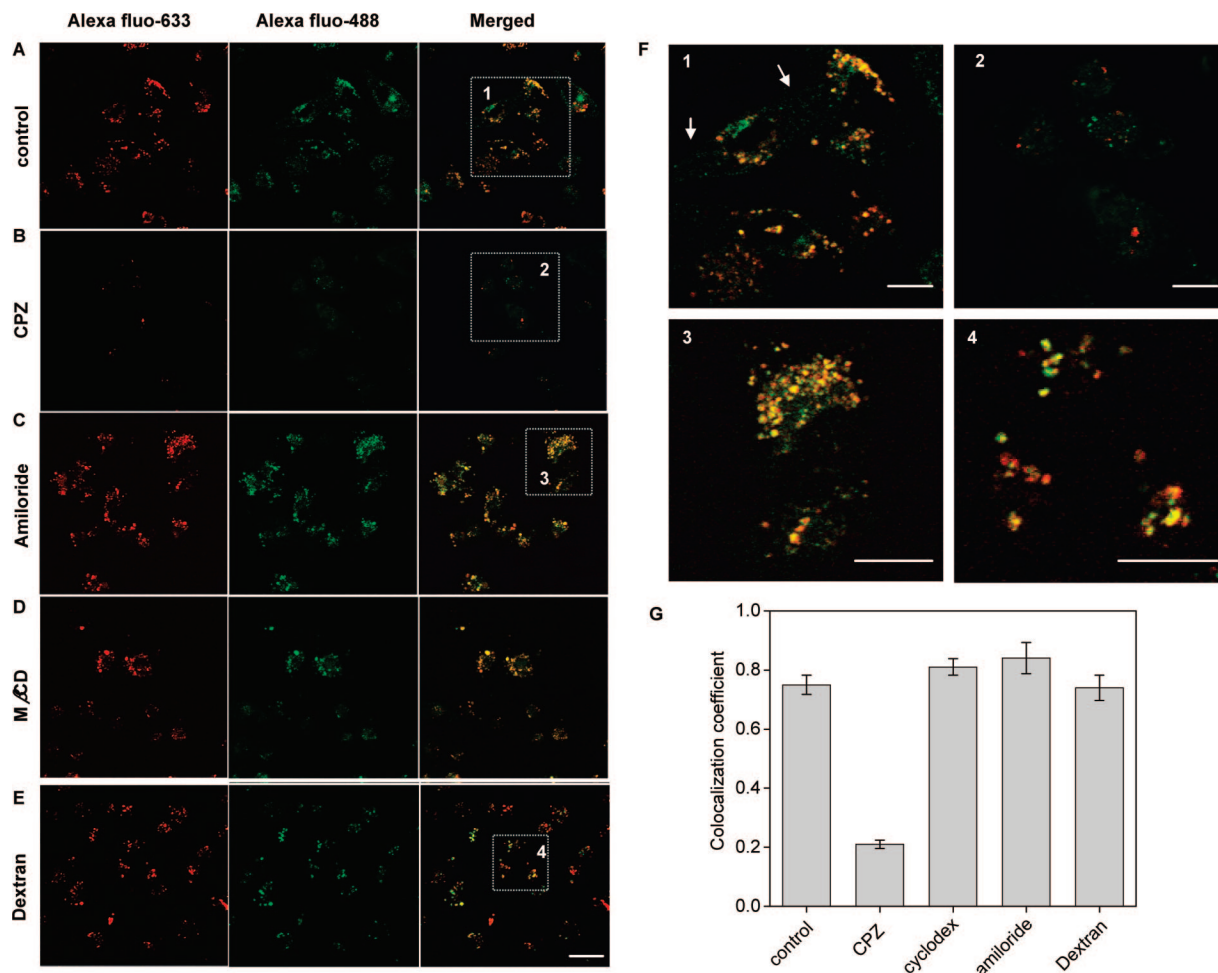 Alexa fluo-633 Alexa fluo-488 Merged
A
control
1
B
CPZ
2
C
Amiloride
3
D
MβCD
E
Dextran
4
F
1
2
3
4
G
Colocalization coefficient
1.0
0.8
0.6
0.4
0.2
0.0
control CPZ cyclodex amiloride Dextran